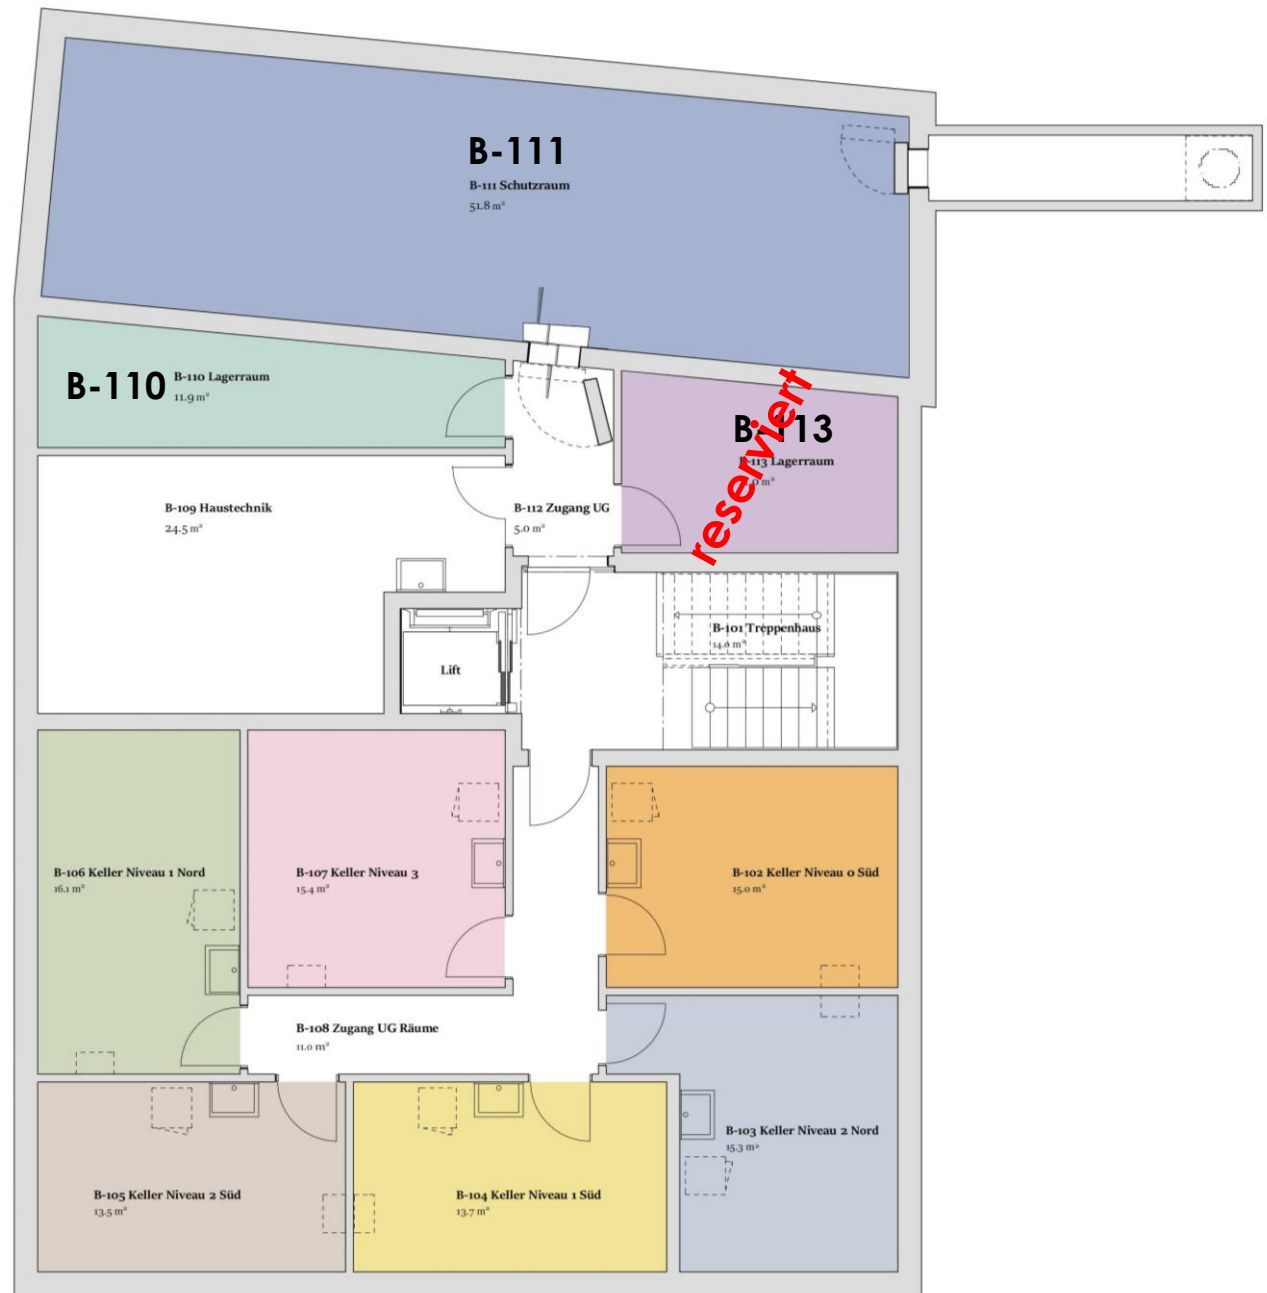 B-111
B-111 Schutzraum
51.8 m²
B-110
B-110 Lagerraum
11.9 m²
B-113
reserviert
B-113 Lagerraum
B-109 Haustechnik
24.5 m²
B-112 Zugang UG
5.0 m²
B-101 Treppenhaus
14.0 m²
Lift
B-106 Keller Niveau 1 Nord
16.1 m²
B-107 Keller Niveau 3
15.4 m²
B-102 Keller Niveau 0 Süd
15.0 m²
B-108 Zugang UG Räume
11.0 m²
B-103 Keller Niveau 2 Nord
15.3 m²
B-105 Keller Niveau 2 Süd
13.5 m²
B-104 Keller Niveau 1 Süd
13.7 m²